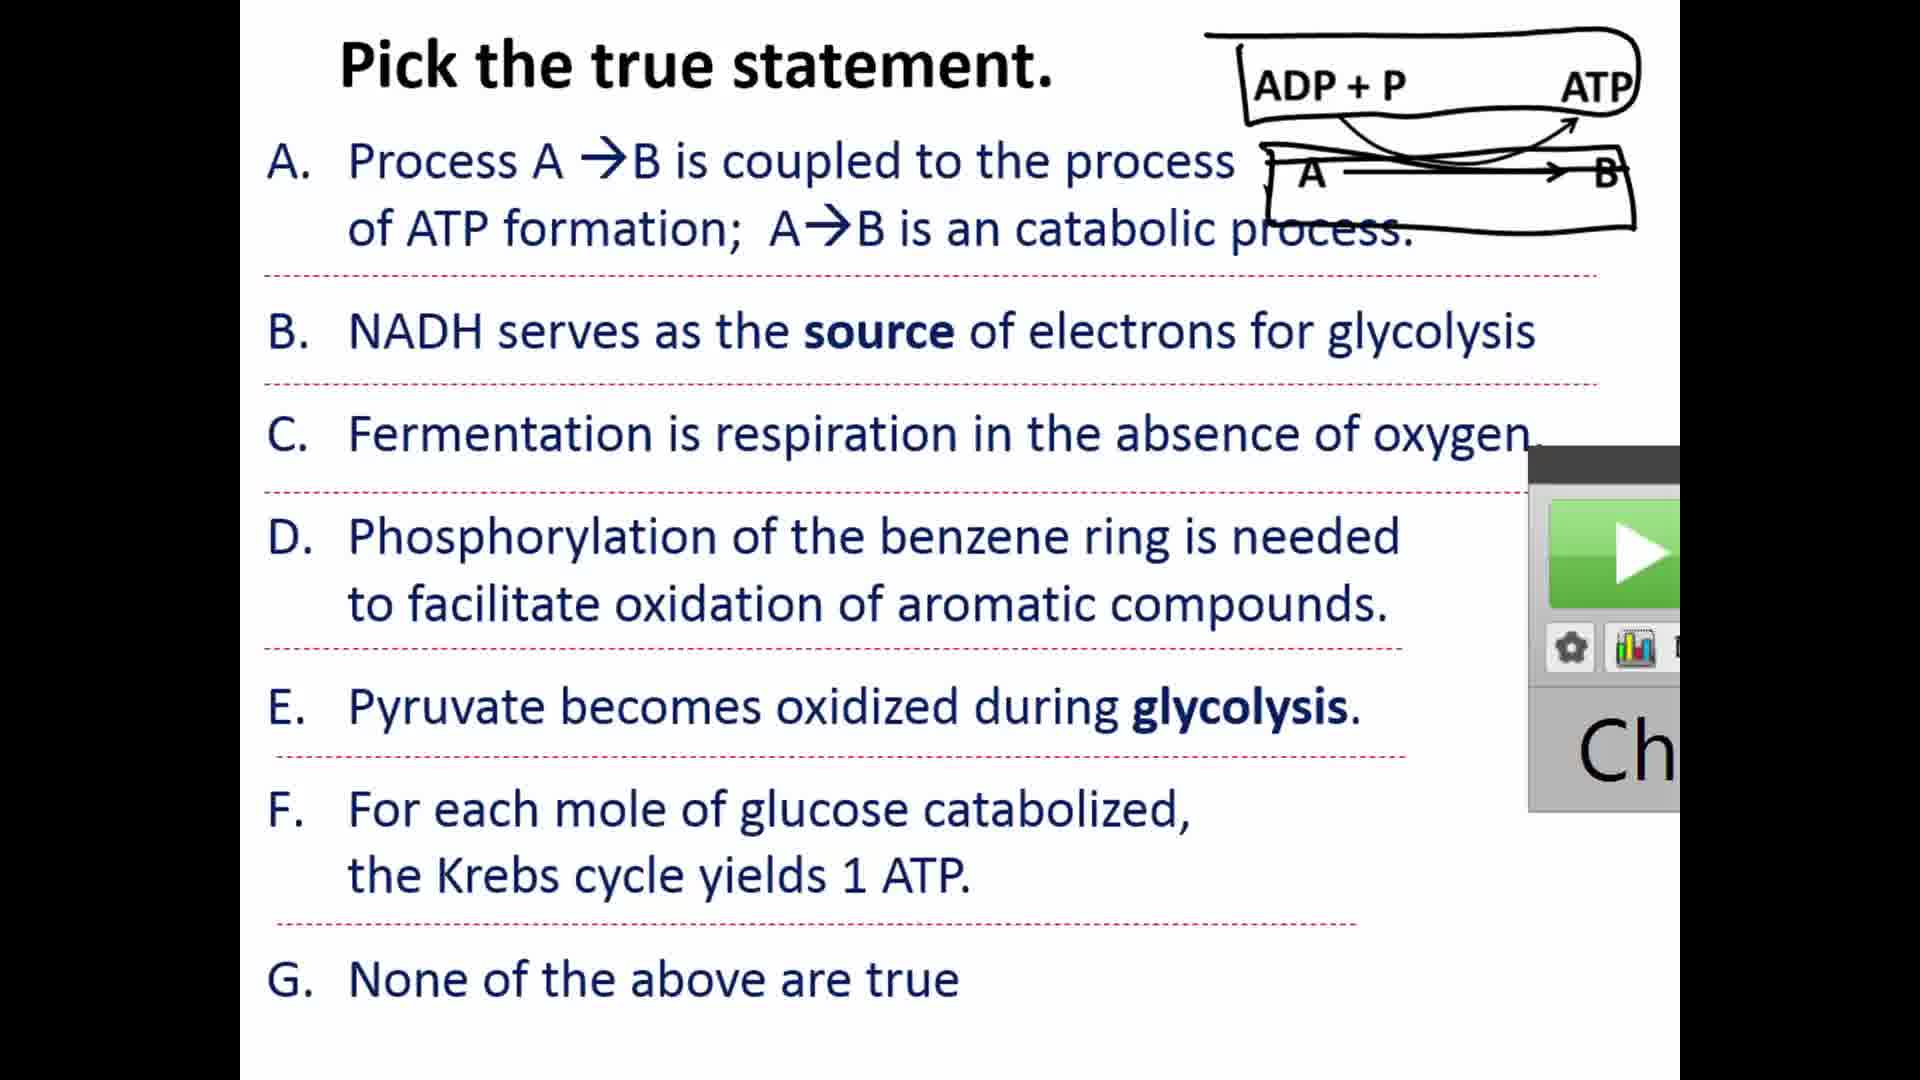 Pick the true statement.
ADP + P ATP
A B
A. Process A →B is coupled to the process
of ATP formation; A→B is an catabolic process.
B. NADH serves as the source of electrons for glycolysis
C. Fermentation is respiration in the absence of oxygen.
D. Phosphorylation of the benzene ring is needed
to facilitate oxidation of aromatic compounds.
E. Pyruvate becomes oxidized during glycolysis.
F. For each mole of glucose catabolized,
the Krebs cycle yields 1 ATP.
G. None of the above are true
Ch